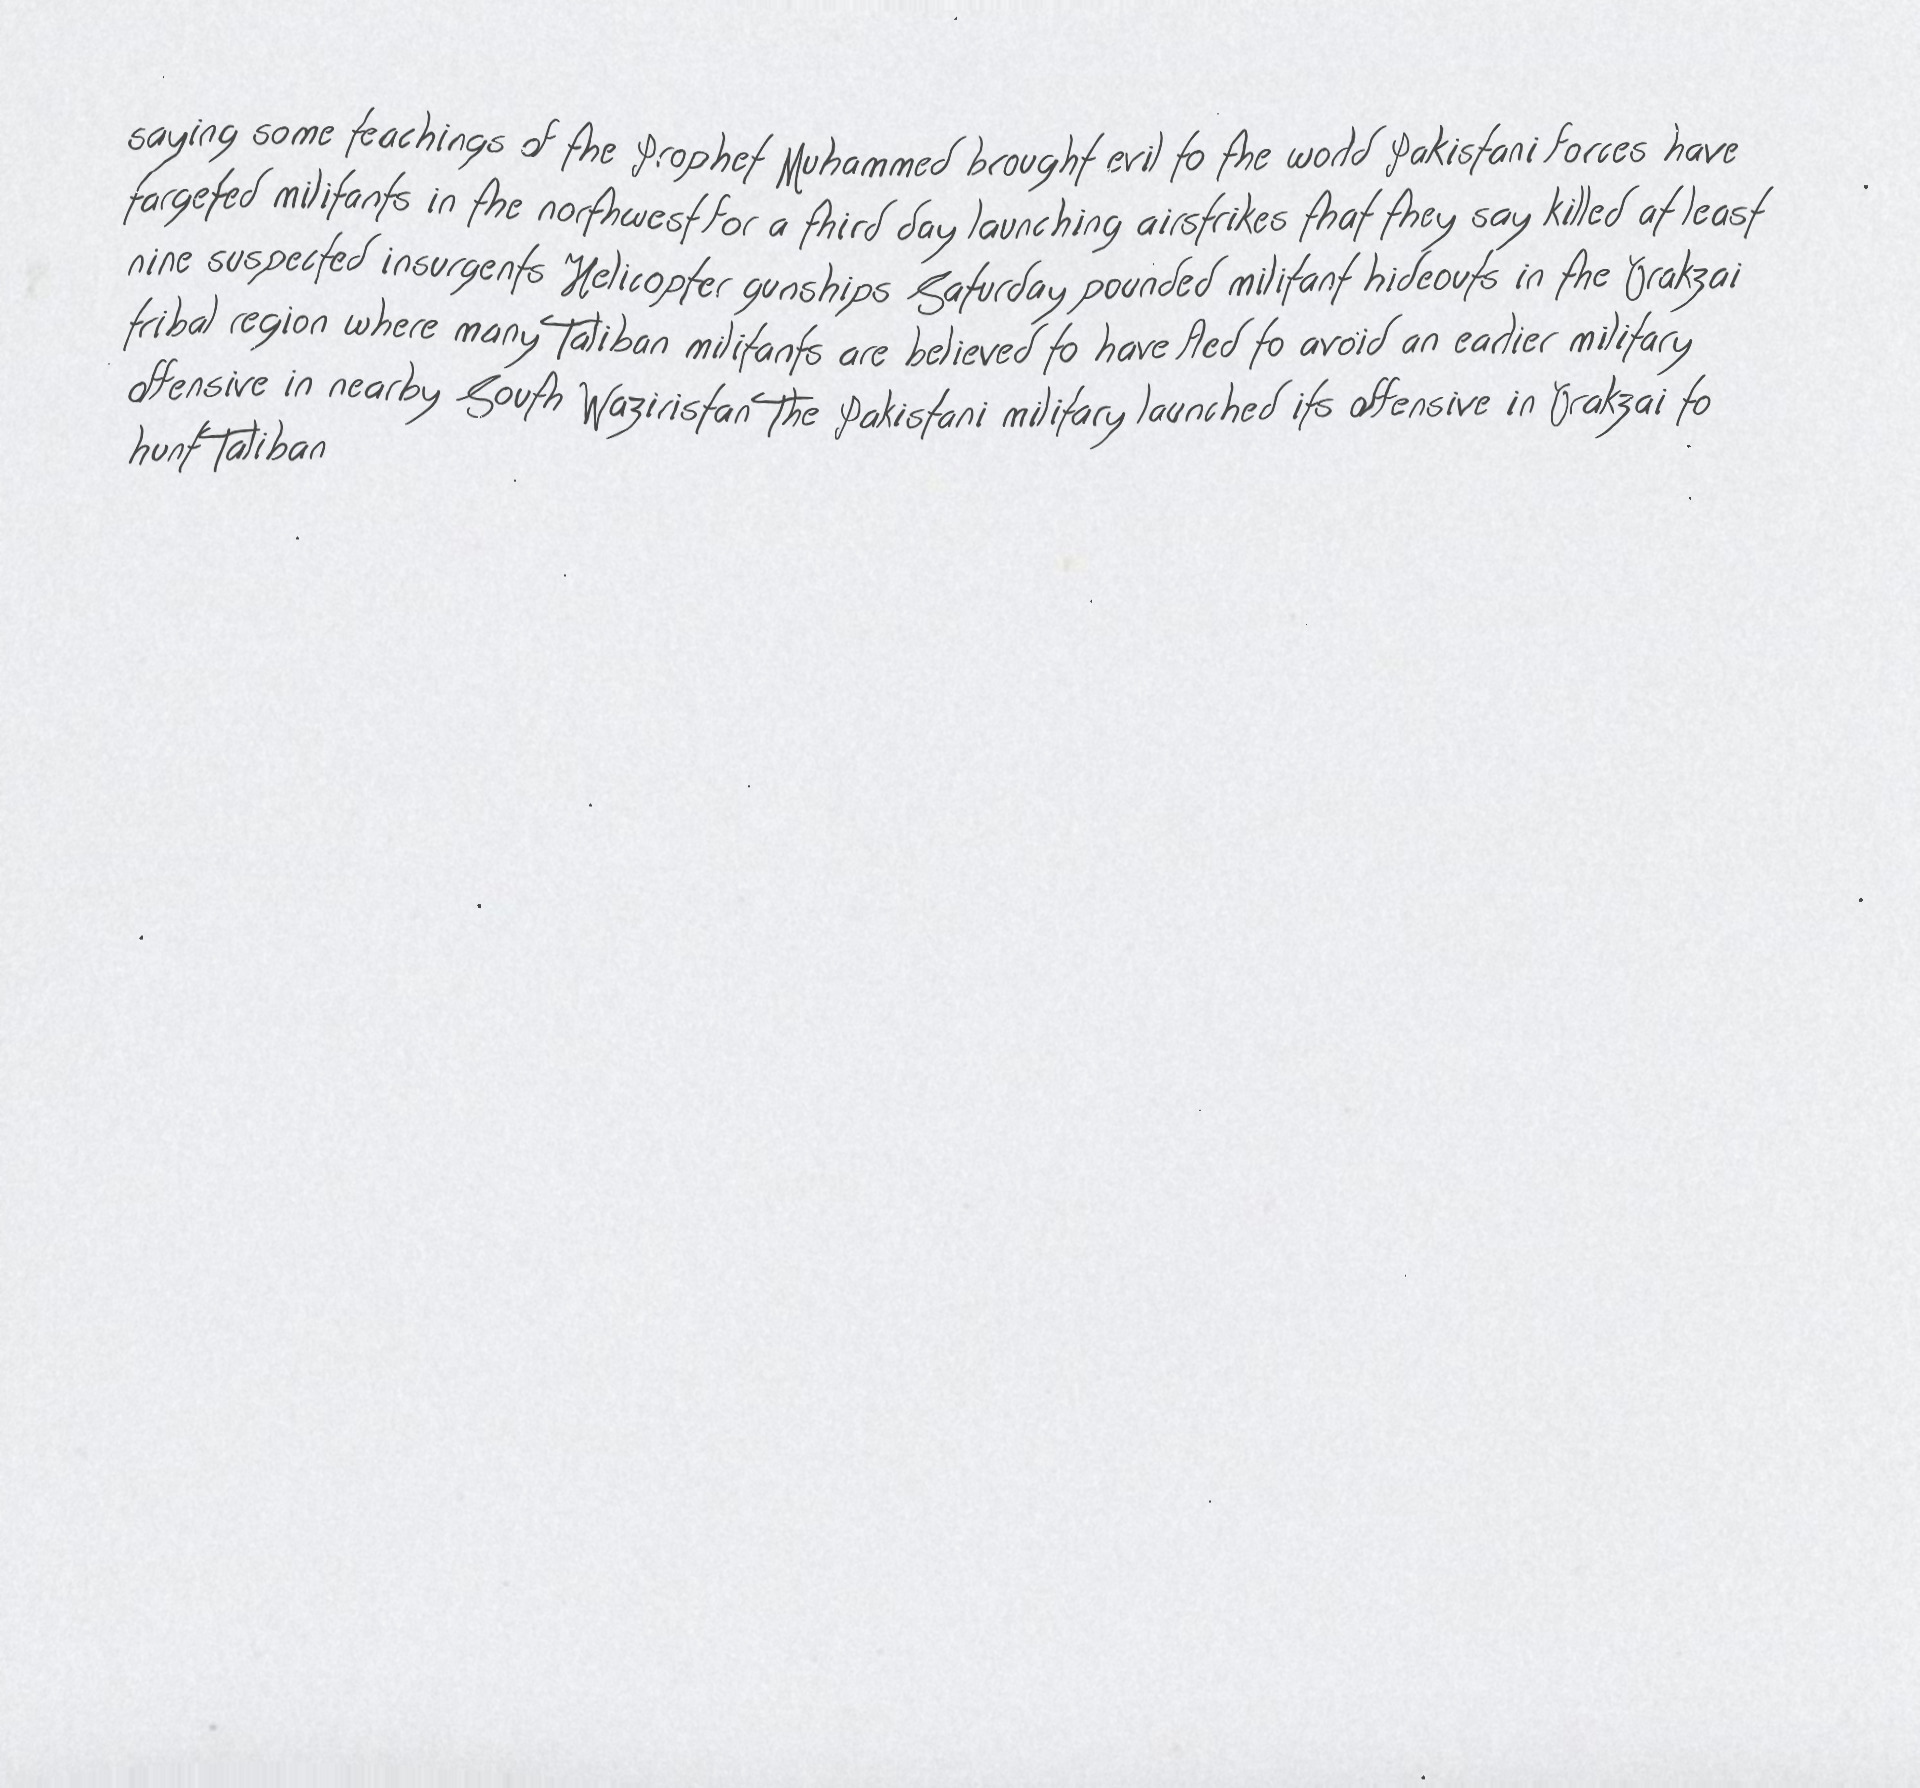 saying some teachings of the Prophet Muhammed brought evil to the world Pakistani forces have
targeted militants in the northwest for a third day launching airstrikes that they say killed at least
nine suspected insurgents Helicopter gunships Saturday pounded militant hideouts in the Orakzai
tribal region where many Taliban militants are believed to have fled to avoid an earlier military
offensive in nearby South Waziristan The Pakistani military launched its offensive in Orakzai to
hunt Taliban